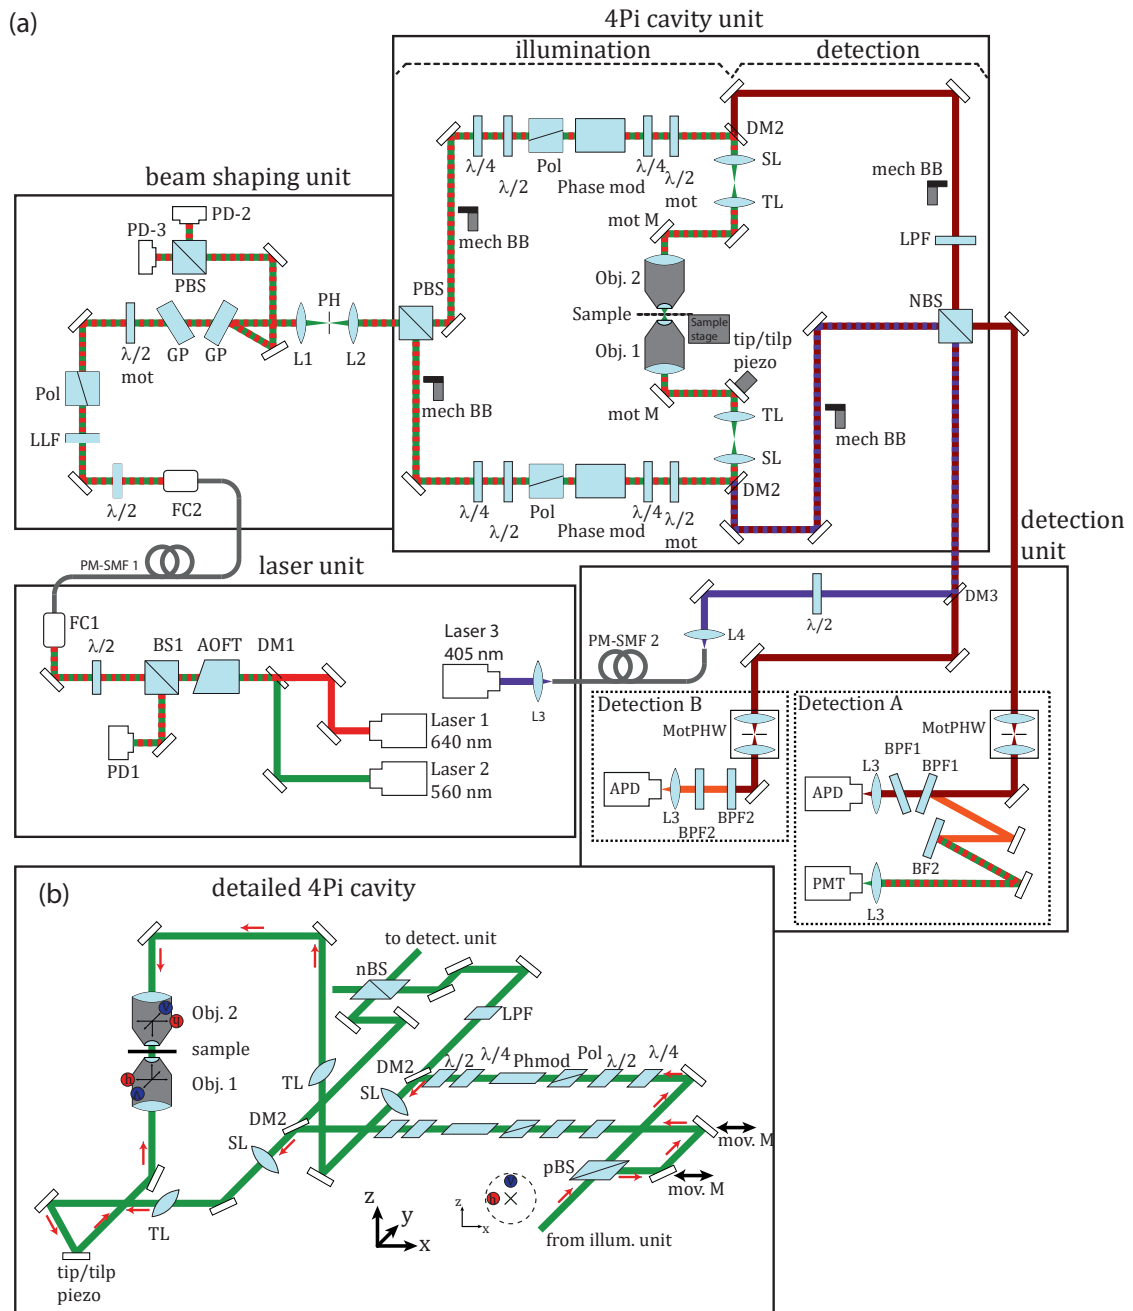 (a)
4Pi cavity unit
illumination
detection
beam shaping unit
PD-2
PD-3
PBS
λ/2
mot
GP
GP
PH
L1
L2
Pol
LLF
λ/2
FC2
PM-SMF 1
PBS
mech BB
mech BB
λ/4
λ/2
Pol
Phase mod
λ/4
λ/2
mot
DM2
SL
TL
mot M
Obj. 2
Sample
Sample
stage
Obj. 1
tip/tilp
piezo
mot M
TL
SL
DM2
λ/4
λ/2
Pol
Phase mod
λ/4
λ/2
mot
mech BB
LPF
NBS
mech BB
detection
unit
laser unit
FC1
λ/2
BS1
AOFT
DM1
PD1
Laser 1
640 nm
Laser 2
560 nm
Laser 3
405 nm
L3
PM-SMF 2
L4
λ/2
DM3
Detection B
MotPHW
APD
L3
BPF2
BPF2
Detection A
MotPHW
L3
BPF1
BPF1
APD
BF2
PMT
L3
(b)
detailed 4Pi cavity
to detect. unit
nBS
LPF
Obj. 2
v
h
sample
Obj. 1
h
v
TL
DM2
λ/2
λ/4
Phmod
Pol
λ/2
λ/4
SL
DM2
SL
mov. M
pBS
mov. M
TL
z
y
x
z
x
v
h
from illum. unit
tip/tilp
piezo